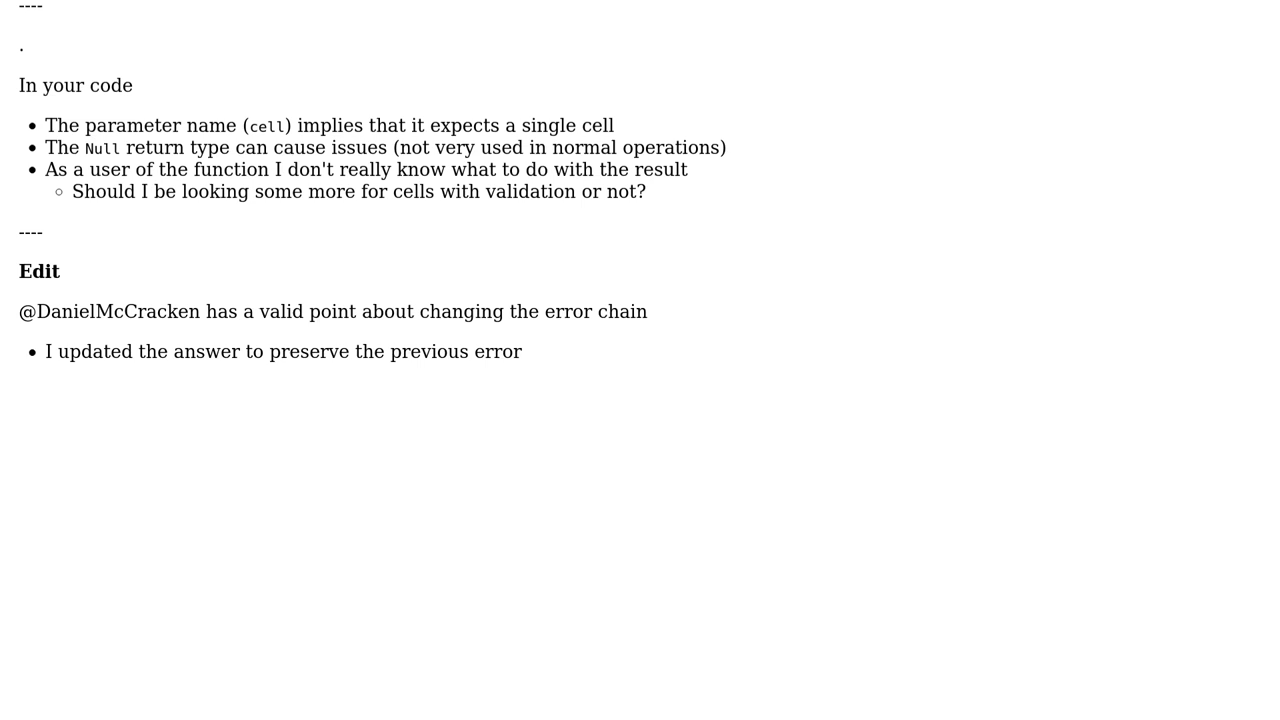 ----
.
In your code
• The parameter name (cell) implies that it expects a single cell
• The Null return type can cause issues (not very used in normal operations)
• As a user of the function I don't really know what to do with the result
◦ Should I be looking some more for cells with validation or not?
----
Edit
@DanielMcCracken has a valid point about changing the error chain
• I updated the answer to preserve the previous error